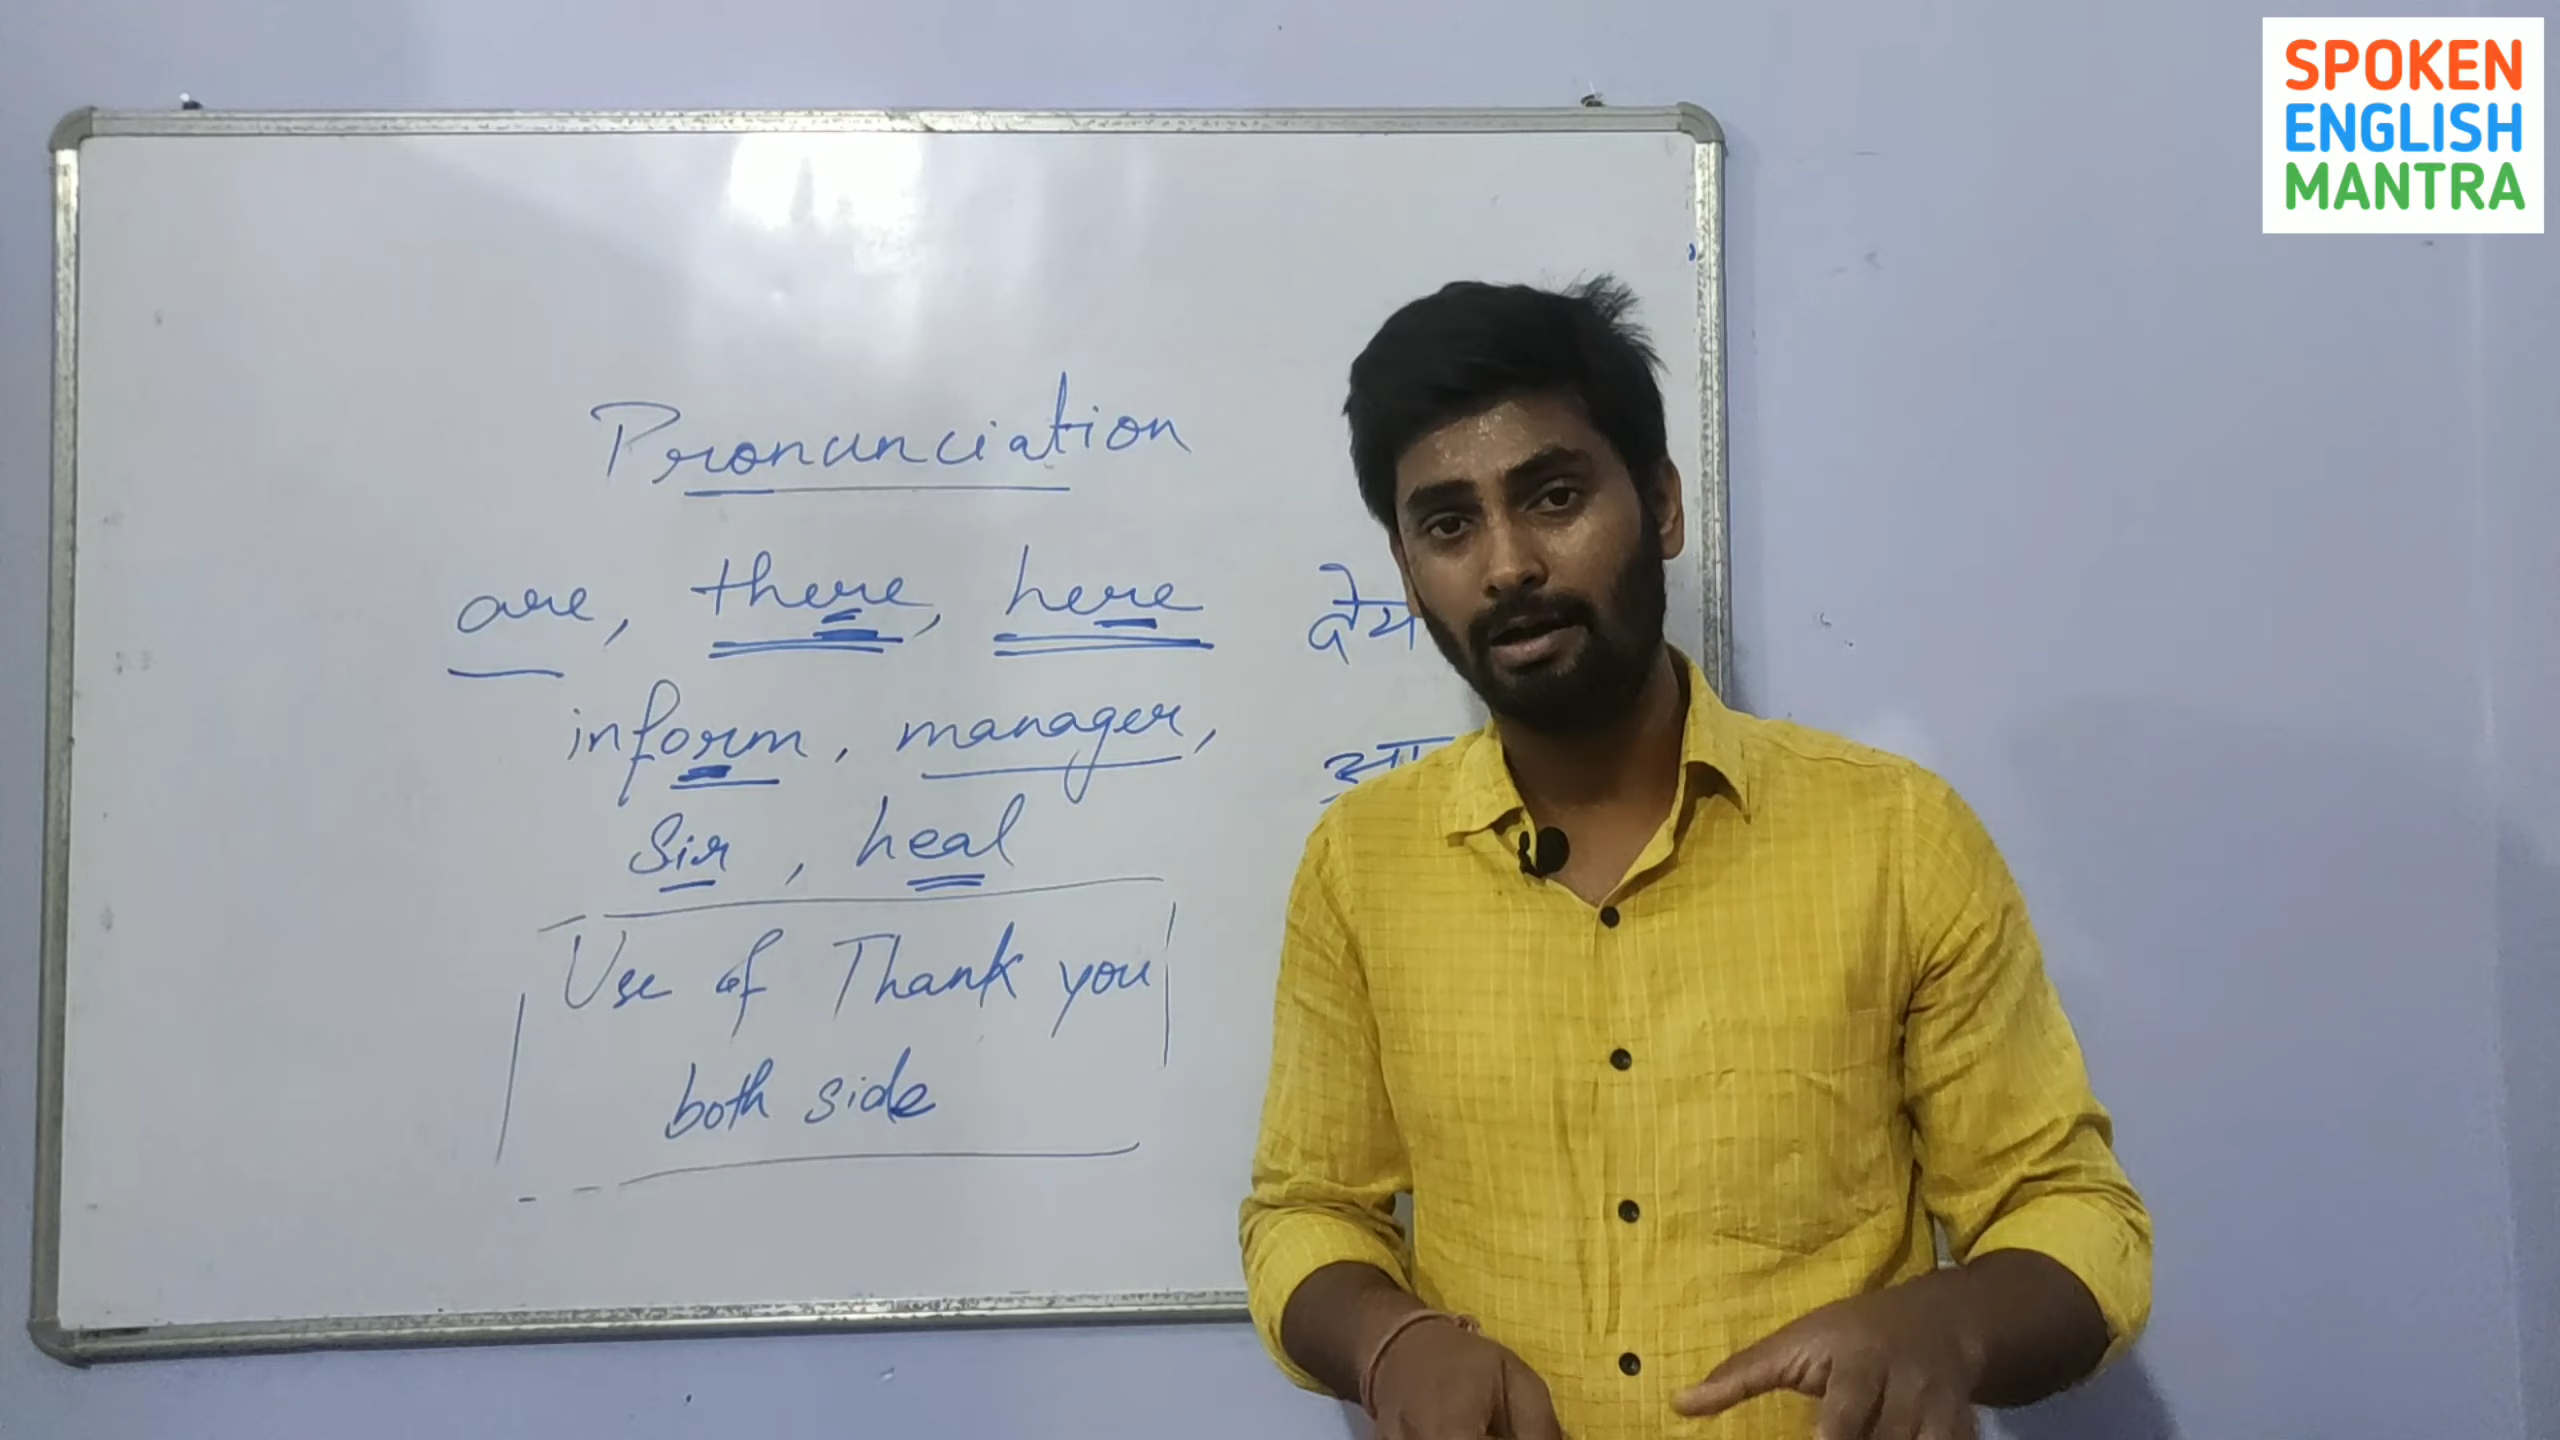 SPOKEN
ENGLISH
MANTRA
Pronunciation
are, there, here देय
inform, manager, आ
Sir, heal
Use of Thank you
both side